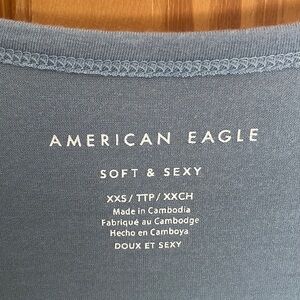 AMERICAN EAGLE
SOFT & SEXY
XXS / TTP / XXCH
Made in Cambodia
Fabriqué au Cambodge
Hecho en Camboya
DOUX ET SEXY